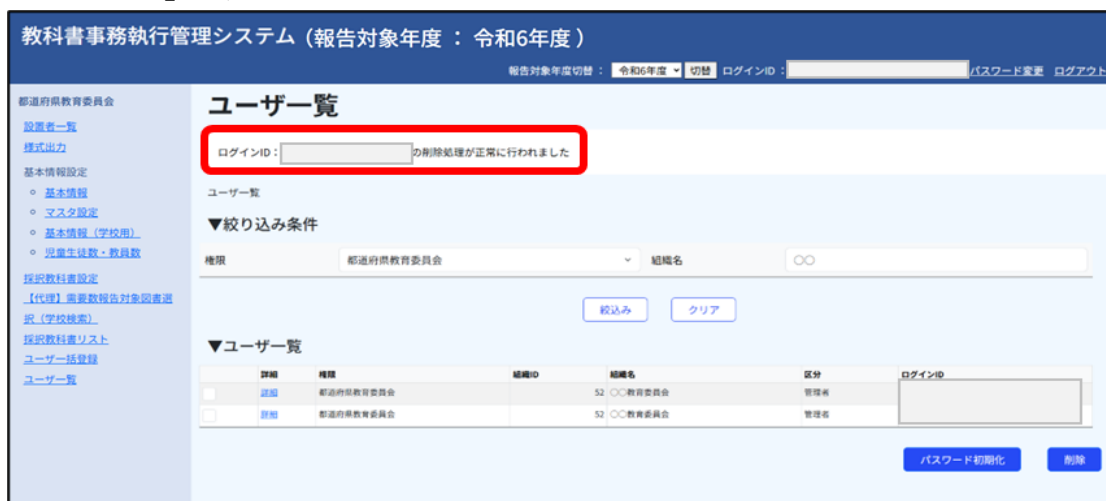 教科書事務執行管理システム（報告対象年度 ： 令和6年度 ）
報告対象年度切替 ： 令和6年度 切替 ログインID : パスワード変更 ログアウト
都道府県教育委員会
設置者一覧
様式出力
基本情報設定
基本情報
マスタ設定
基本情報（学校用）
児童生徒数・教員数
採択教科書設定
【代理】需要数報告対象図書選
択（学校検索）
採択教科書リスト
ユーザ一括登録
ユーザ一覧
ユーザ一覧
ログインID： の削除処理が正常に行われました
ユーザ一覧
▼絞り込み条件
権限 都道府県教育委員会 組織名 〇〇
絞込み クリア
▼ユーザ一覧
詳細 権限 組織ID 組織名 区分 ログインID
詳細 都道府県教育委員会 52 〇〇教育委員会 管理者
詳細 都道府県教育委員会 52 〇〇教育委員会 管理者
パスワード初期化 削除